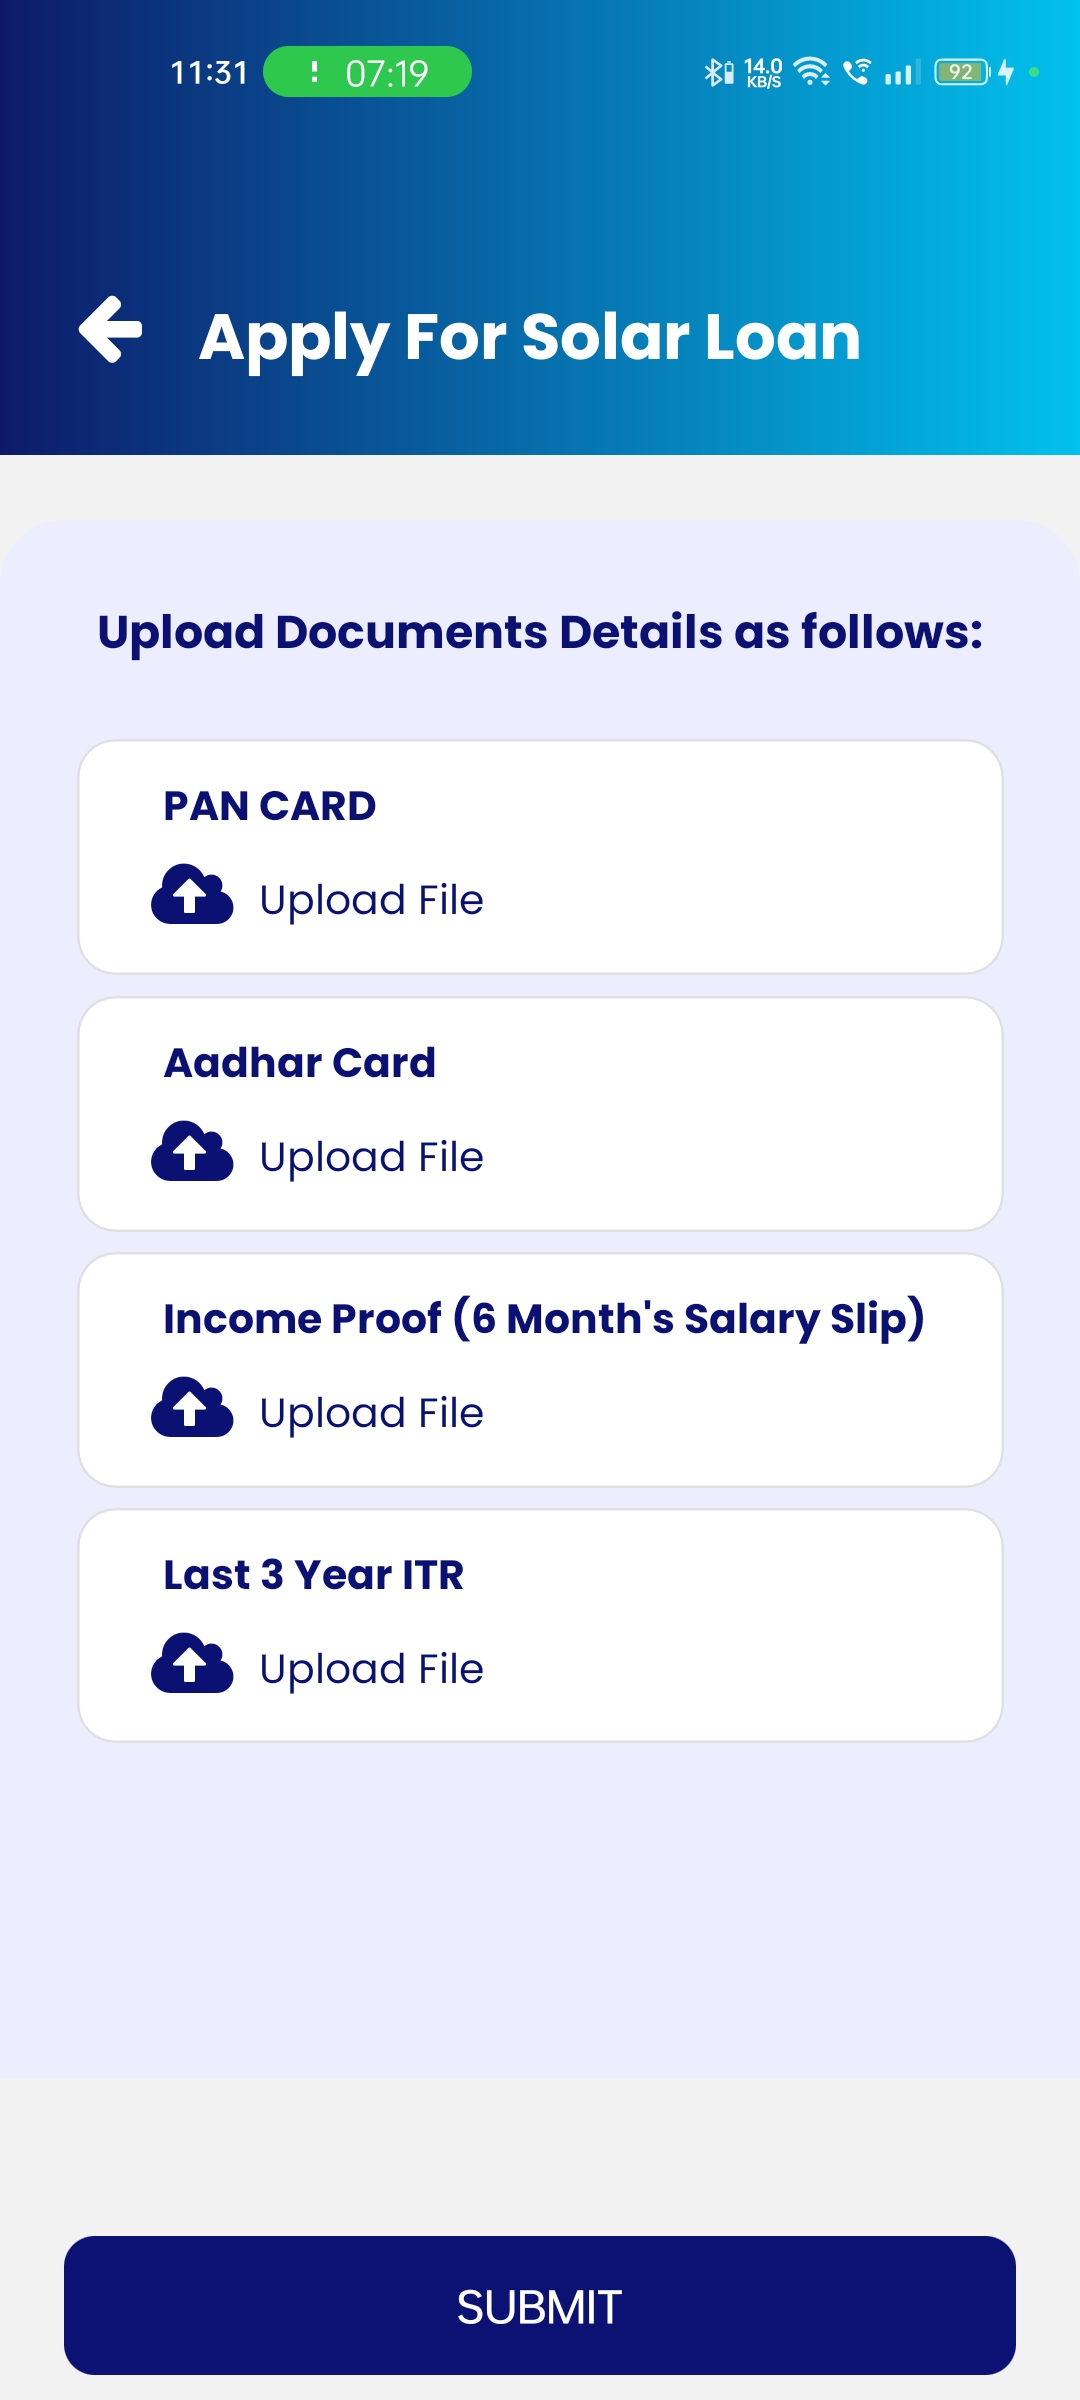 11:31 07:19 14.0 KB/S 92
Apply For Solar Loan
Upload Documents Details as follows:
PAN CARD
Upload File
Aadhar Card
Upload File
Income Proof (6 Month's Salary Slip)
Upload File
Last 3 Year ITR
Upload File
SUBMIT